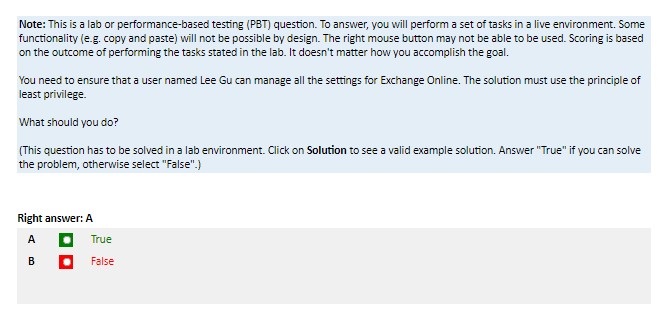 Note: This is a lab or performance-based testing (PBT) question. To answer, you will perform a set of tasks in a live environment. Some
functionality (e.g. copy and paste) will not be possible by design. The right mouse button may not be able to be used. Scoring is based
on the outcome of performing the tasks stated in the lab. It doesn't matter how you accomplish the goal.
You need to ensure that a user named Lee Gu can manage all the settings for Exchange Online. The solution must use the principle of
least privilege.
What should you do?
(This question has to be solved in a lab environment. Click on Solution to see a valid example solution. Answer "True" if you can solve
the problem, otherwise select "False".)
Right answer: A
A True
B False